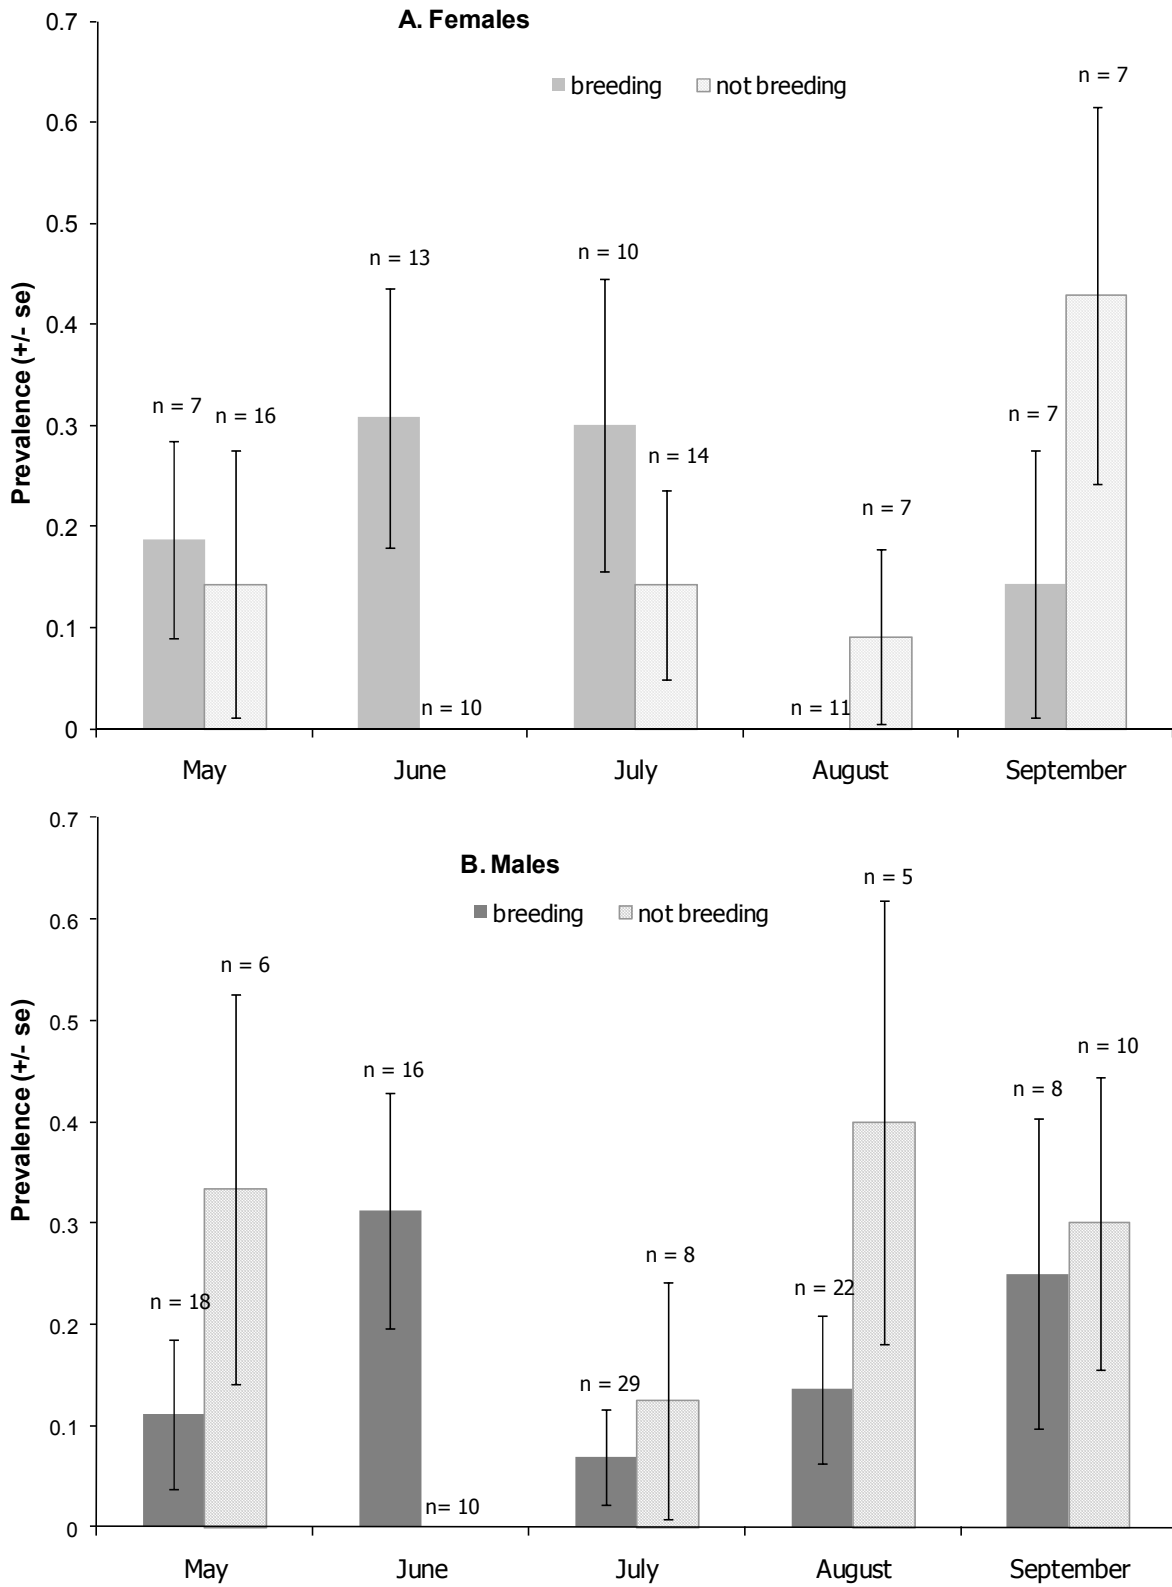 A. Females
breeding not breeding
Prevalence (+/- se)
0.7
0.6
0.5
0.4
0.3
0.2
0.1
0
n = 7
n = 16
n = 13
n = 10
n = 10
n = 14
n = 11
n = 7
n = 7
n = 7
May June July August September
B. Males
breeding not breeding
Prevalence (+/- se)
0.7
0.6
0.5
0.4
0.3
0.2
0.1
0
n = 18
n = 6
n = 16
n= 10
n = 29
n = 8
n = 22
n = 5
n = 8
n = 10
May June July August September